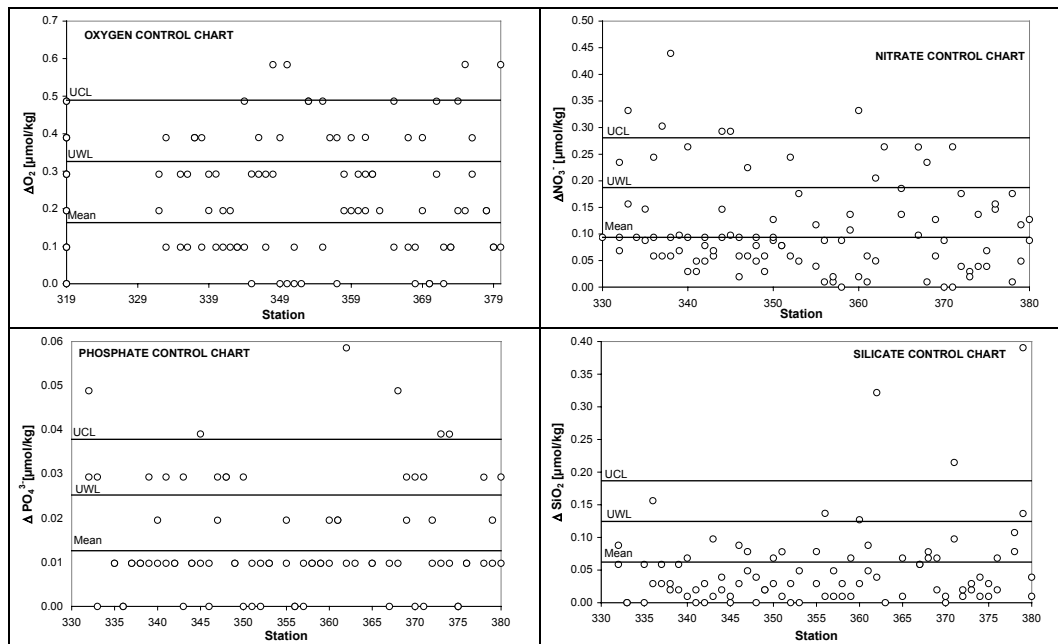 OXYGEN CONTROL CHART
0.7
0.6
0.5
0.4
0.3
0.2
0.1
0.0
ΔO₂ [µmol/kg]
UCL
UWL
Mean
319 329 339 349 359 369 379
Station
NITRATE CONTROL CHART
0.50
0.45
0.40
0.35
0.30
0.25
0.20
0.15
0.10
0.05
0.00
ΔNO₃⁻ [µmol/kg]
UCL
UWL
Mean
330 340 350 360 370 380
Station
PHOSPHATE CONTROL CHART
0.06
0.05
0.04
0.03
0.02
0.01
0.00
Δ PO₄³⁻[µmol/kg]
UCL
UWL
Mean
330 335 340 345 350 355 360 365 370 375 380
Station
SILICATE CONTROL CHART
0.40
0.35
0.30
0.25
0.20
0.15
0.10
0.05
0.00
Δ SiO₂ [µmol/kg]
UCL
UWL
Mean
330 335 340 345 350 355 360 365 370 375 380
Station